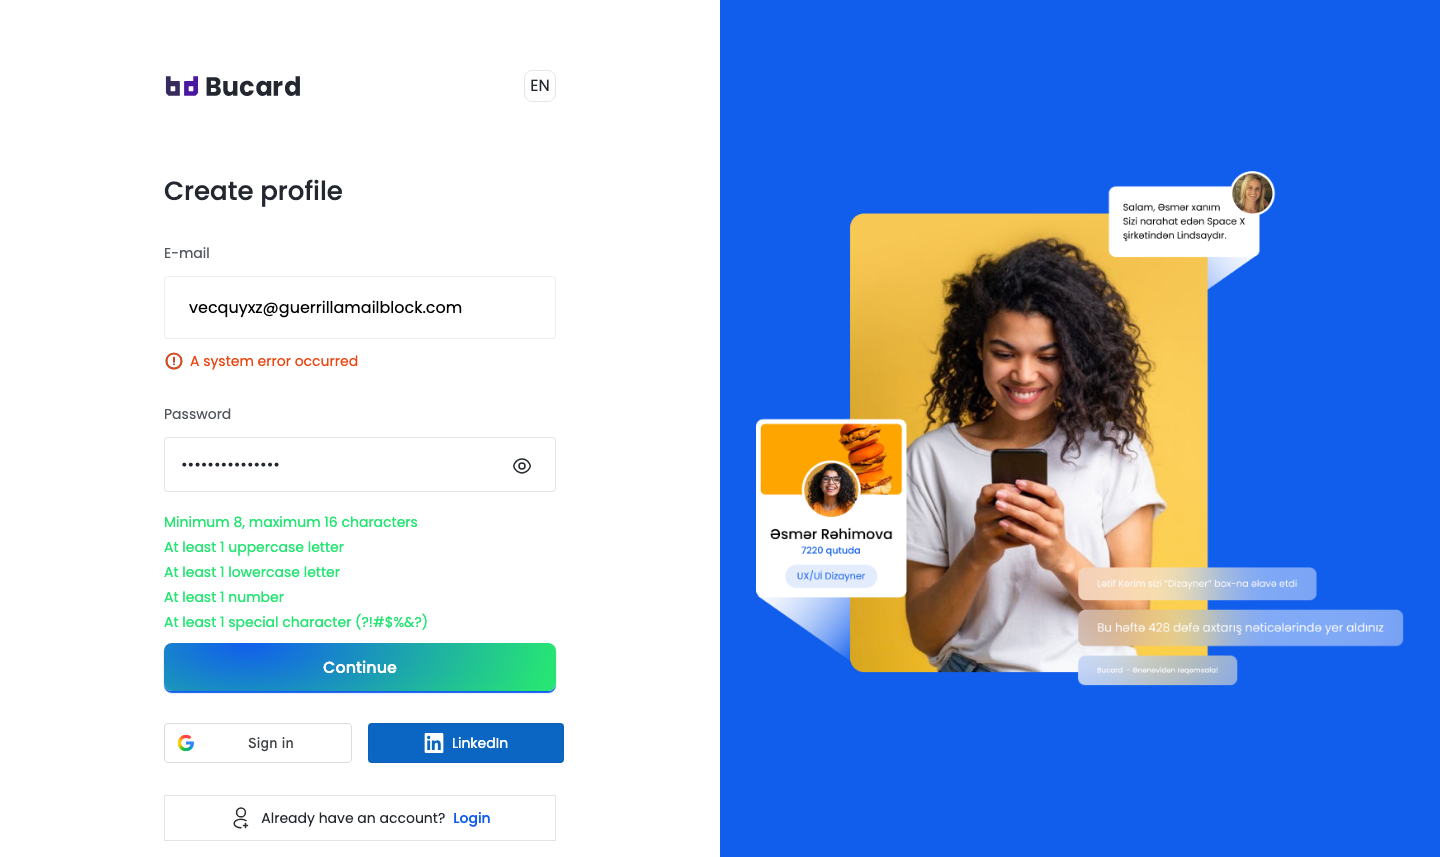 bd Bucard
EN
Create profile
E-mail
vecquyxz@guerrillamailblock.com
A system error occurred
Password
Minimum 8, maximum 16 characters
At least 1 uppercase letter
At least 1 lowercase letter
At least 1 number
At least 1 special character (?!#$%&?)
Continue
Sign in
LinkedIn
Already have an account? Login
Salam, Əsmər xanım
Sizi narahat edən Space X
şirkətindən Lindsaydır.
Əsmər Rəhimova
7220 qutuda
UX/Uİ Dizayner
Lətif Kərim sizi "Dizayner" box-na əlavə etdi
Bu həftə 428 dəfə axtarış nəticələrində yer aldınız
Bucard - Ənənəvidən rəqəmsala!